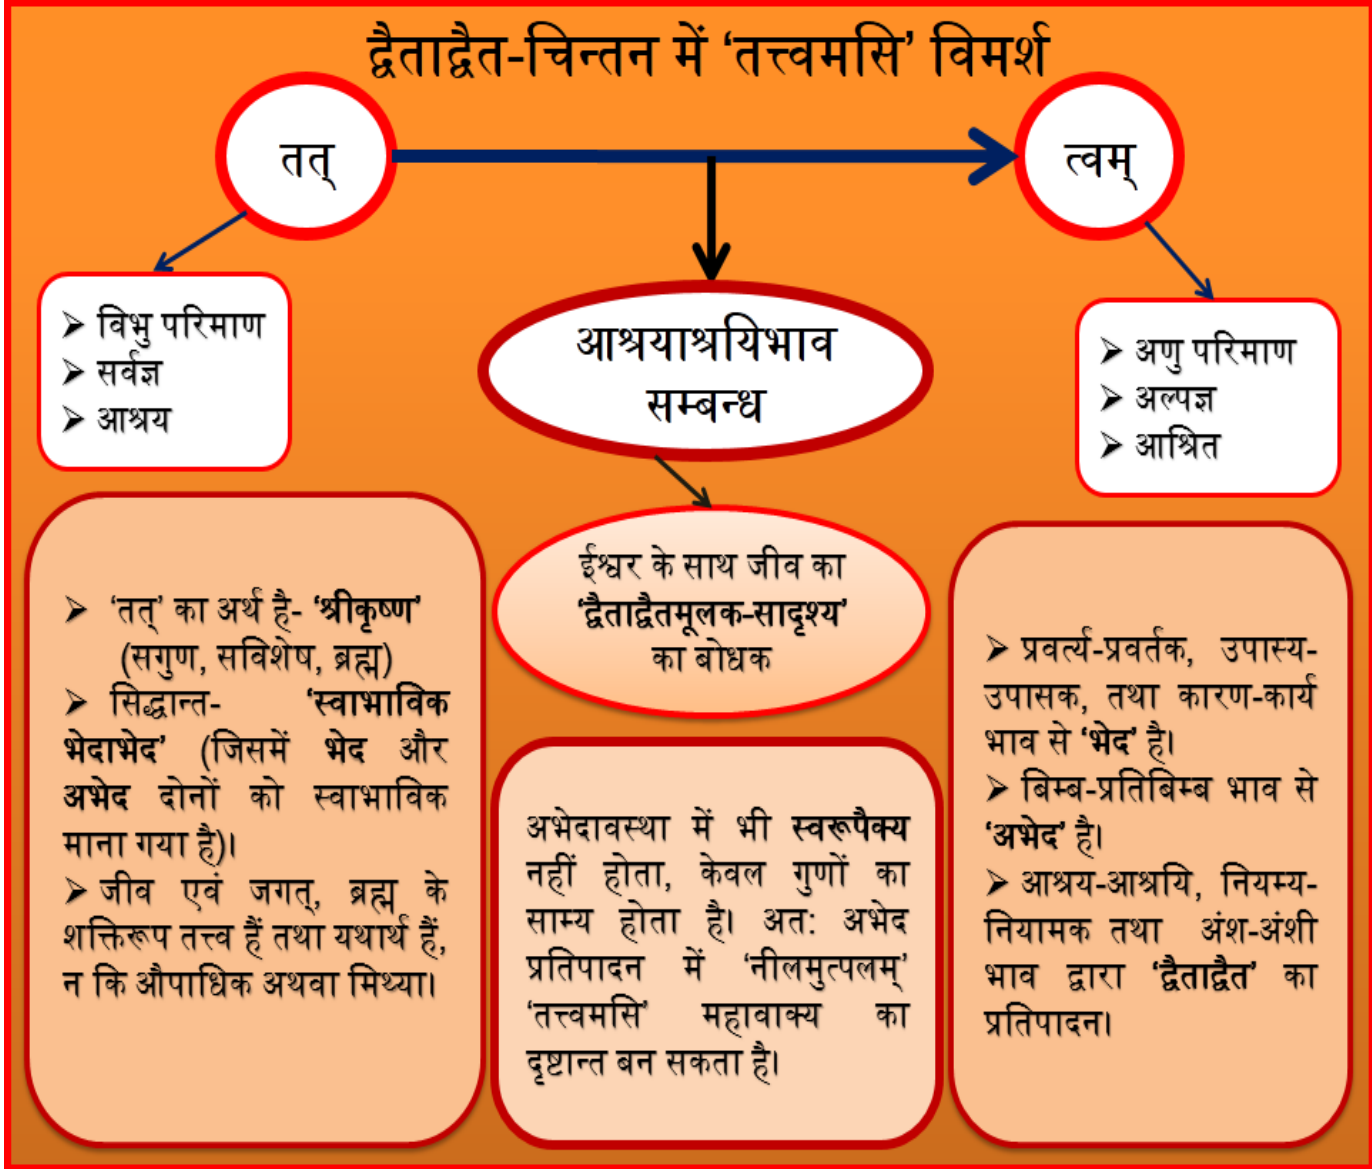 द्वैताद्वैत-चिन्तन में ‘तत्त्वमसि’ विमर्श
तत्
त्वम्
➢ विभु परिमाण
➢ सर्वज्ञ
➢ आश्रय
आश्रयाश्रयिभाव
सम्बन्ध
➢ अणु परिमाण
➢ अल्पज्ञ
➢ आश्रित
➢ ‘तत्’ का अर्थ है- ‘श्रीकृष्ण’
(सगुण, सविशेष, ब्रह्म)
➢ सिद्धान्त- ‘स्वाभाविक
भेदाभेद’ (जिसमें भेद और
अभेद दोनों को स्वाभाविक
माना गया है)।
➢ जीव एवं जगत्, ब्रह्म के
शक्तिरूप तत्त्व हैं तथा यथार्थ हैं,
न कि औपाधिक अथवा मिथ्या।
ईश्वर के साथ जीव का
‘द्वैताद्वैतमूलक-सादृश्य’
का बोधक
अभेदावस्था में भी स्वरूपैक्य
नहीं होता, केवल गुणों का
साम्य होता है। अत: अभेद
प्रतिपादन में ‘नीलमुत्पलम्’
‘तत्त्वमसि’ महावाक्य का
दृष्टान्त बन सकता है।
➢ प्रवर्त्य-प्रवर्तक, उपास्य-
उपासक, तथा कारण-कार्य
भाव से ‘भेद’ है।
➢ बिम्ब-प्रतिबिम्ब भाव से
‘अभेद’ है।
➢ आश्रय-आश्रयि, नियम्य-
नियामक तथा अंश-अंशी
भाव द्वारा ‘द्वैताद्वैत’ का
प्रतिपादन।